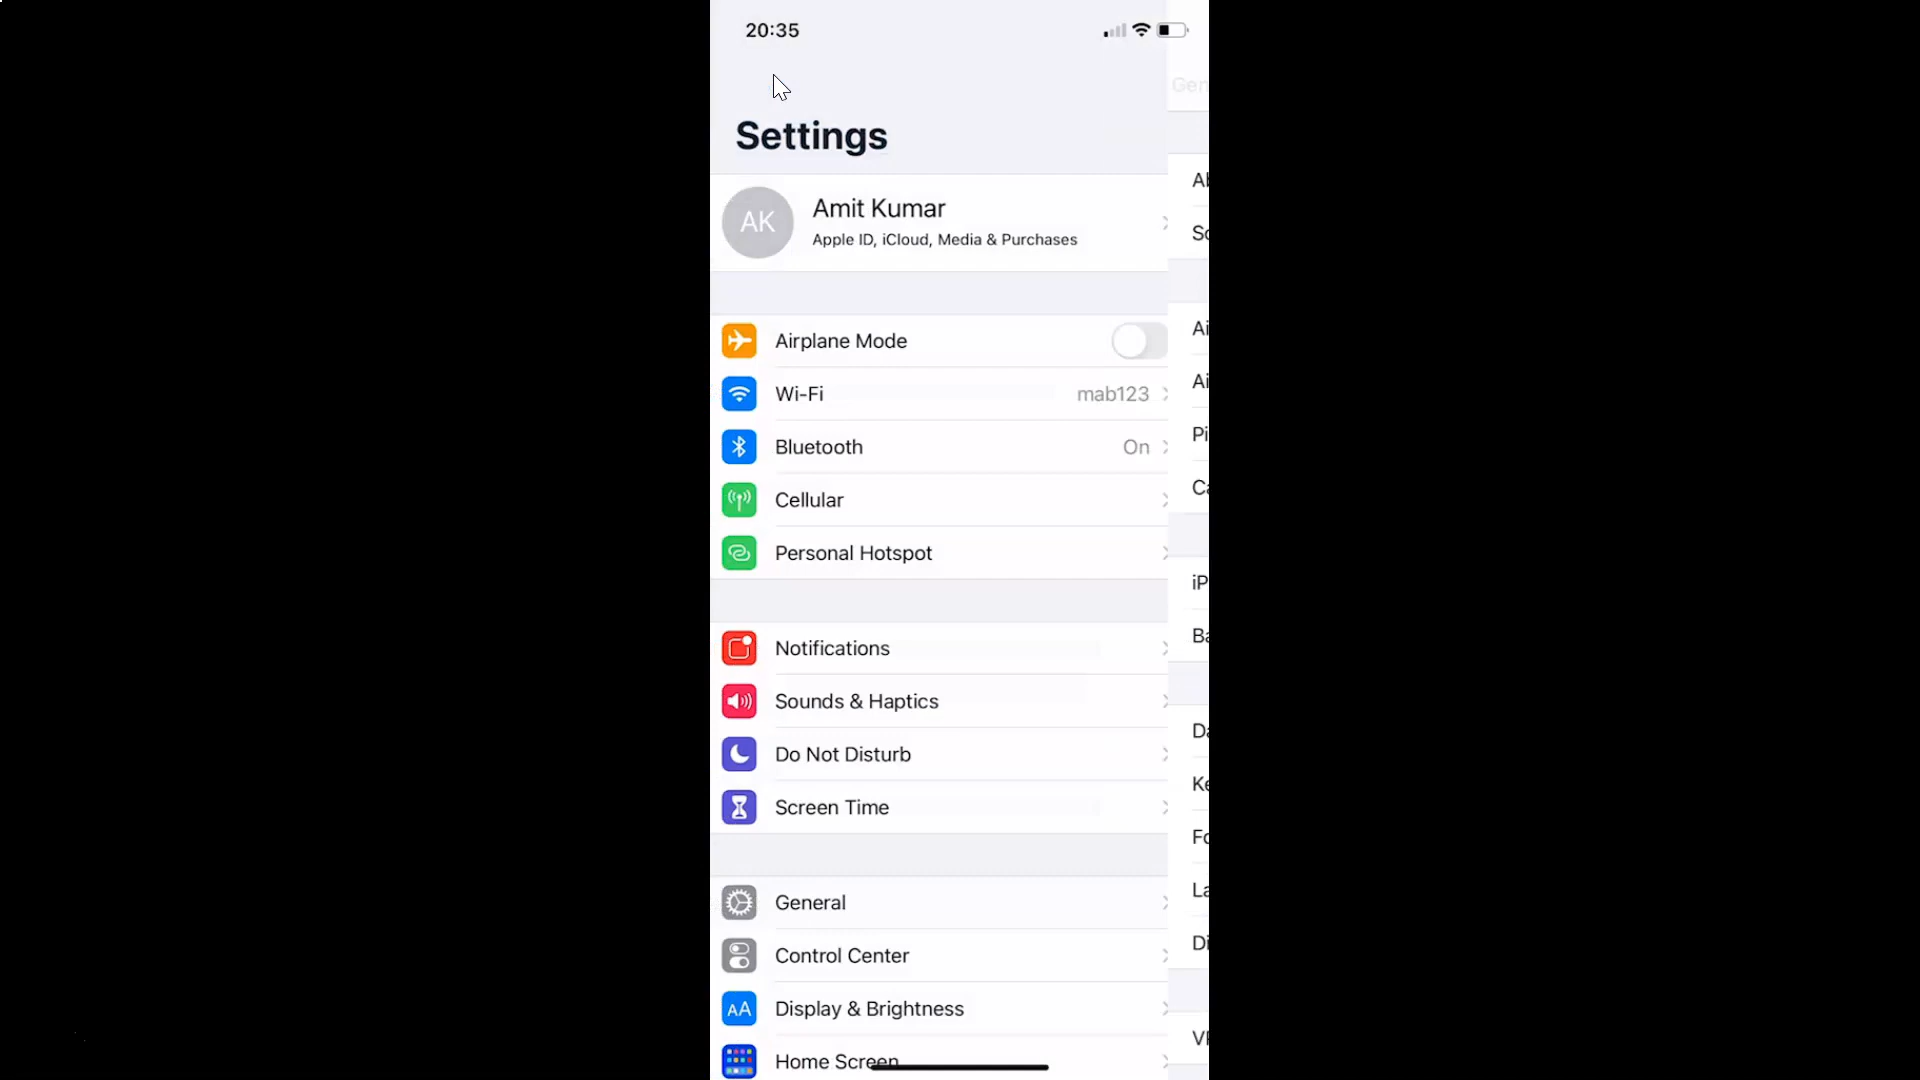 20:35
Settings
AK
Amit Kumar
Apple ID, iCloud, Media & Purchases
Airplane Mode
Wi-Fi mab123
Bluetooth On
Cellular
Personal Hotspot
Notifications
Sounds & Haptics
Do Not Disturb
Screen Time
General
Control Center
AA Display & Brightness
Home Screen